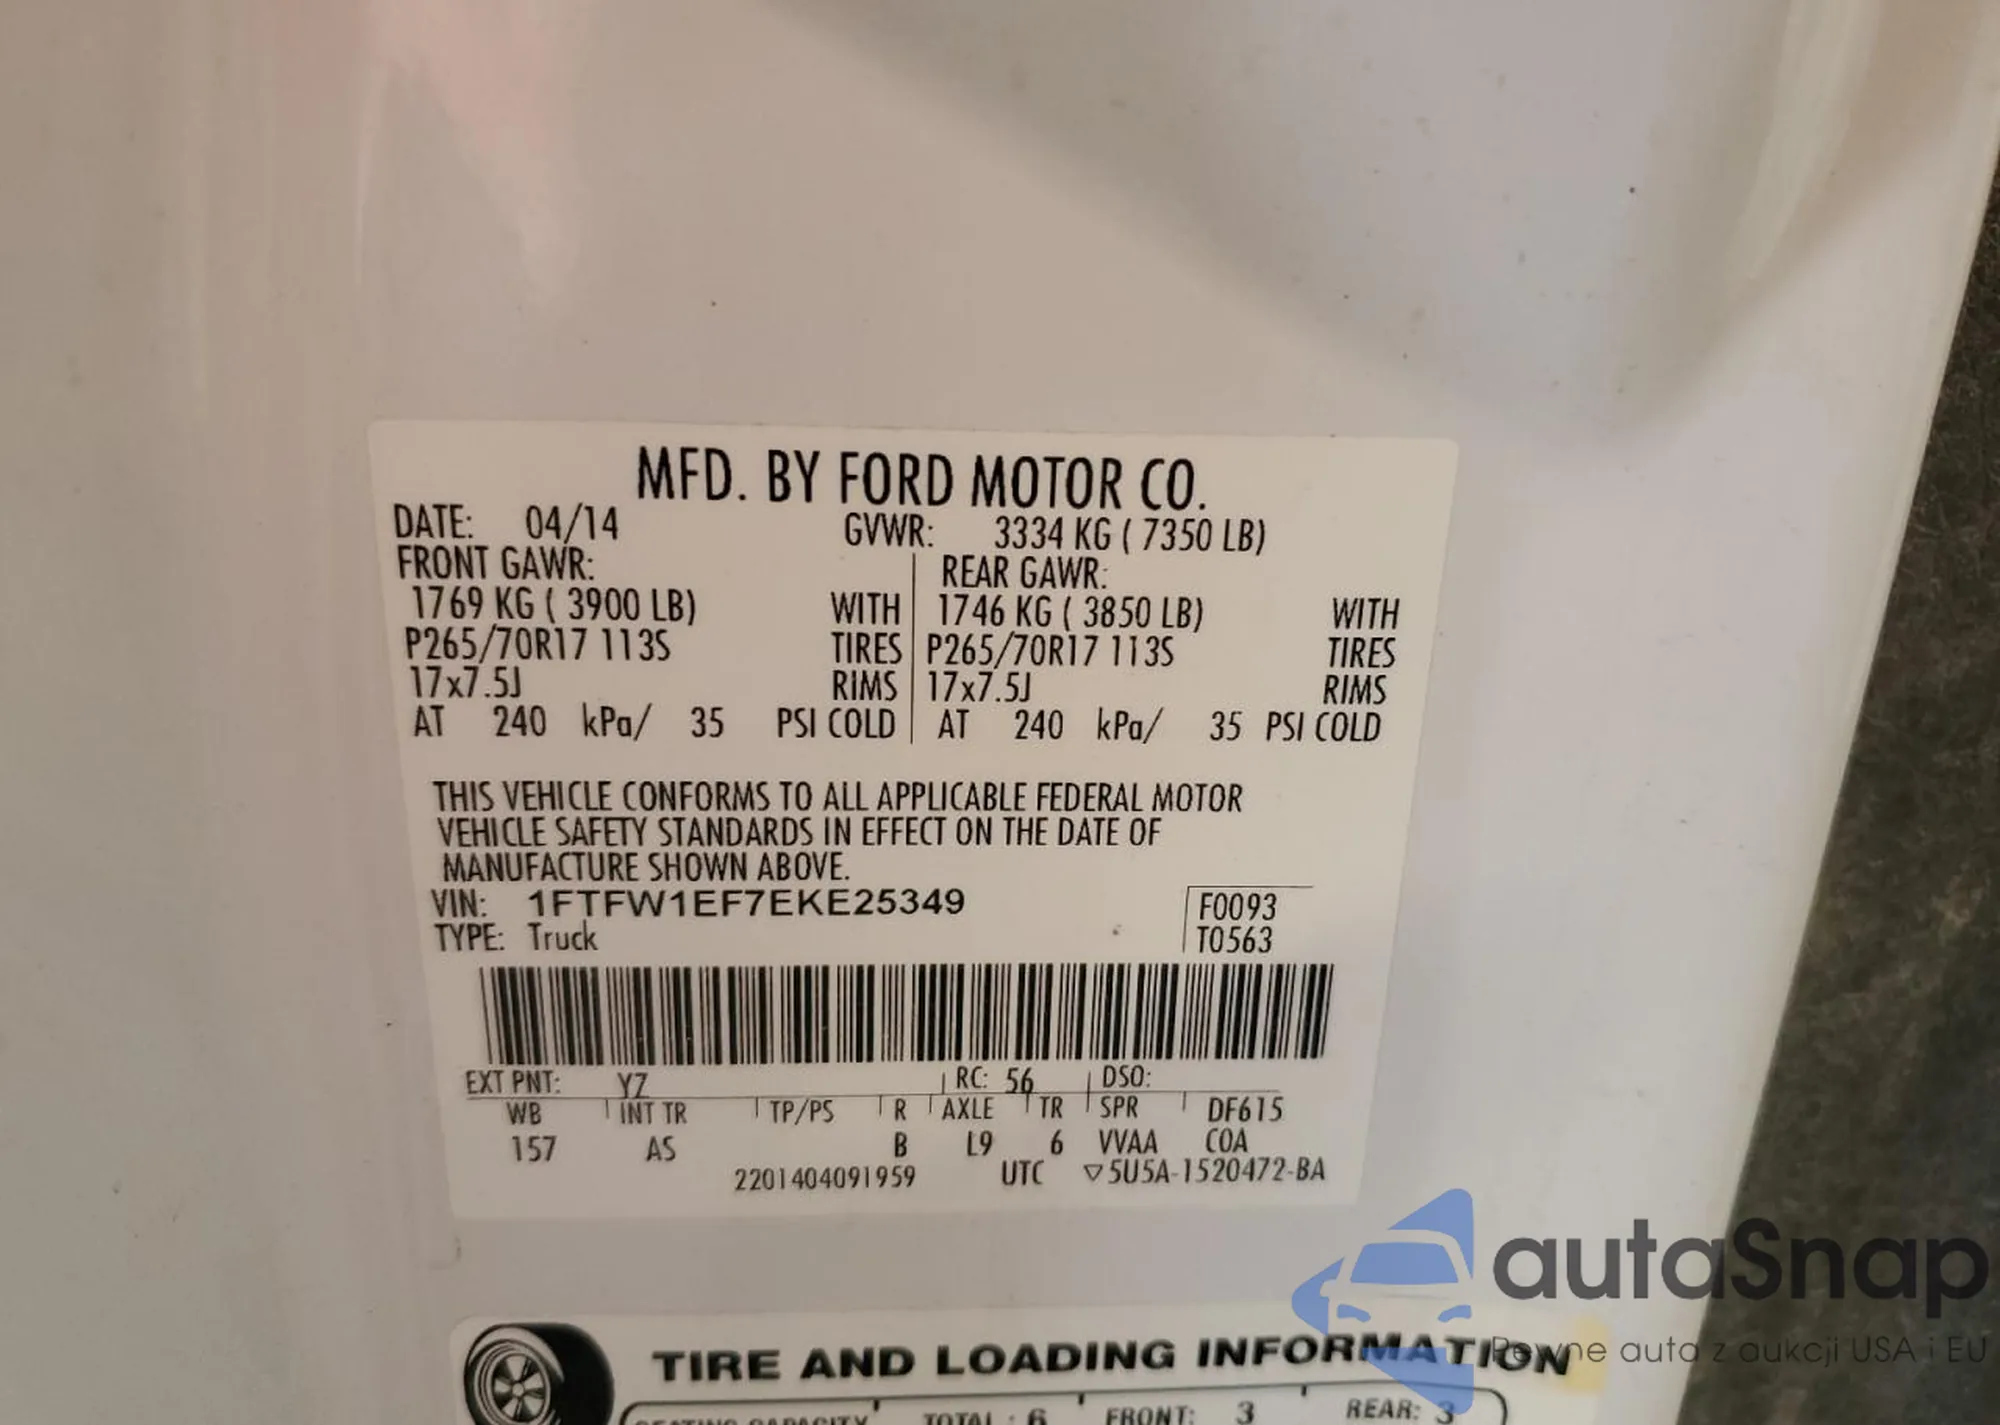 MFD. BY FORD MOTOR CO.
DATE: 04/14 GVWR: 3334 KG ( 7350 LB)
FRONT GAWR: REAR GAWR:
1769 KG ( 3900 LB) WITH 1746 KG ( 3850 LB) WITH
P265/70R17 113S TIRES P265/70R17 113S TIRES
17x7.5J RIMS 17x7.5J RIMS
AT 240 kPa/ 35 PSI COLD AT 240 kPa/ 35 PSI COLD
THIS VEHICLE CONFORMS TO ALL APPLICABLE FEDERAL MOTOR
VEHICLE SAFETY STANDARDS IN EFFECT ON THE DATE OF
MANUFACTURE SHOWN ABOVE.
VIN: 1FTFW1EF7EKE25349 F0093
TYPE: Truck T0563
EXT PNT: YZ RC: 56 DSO:
WB INT TR TP/PS R AXLE TR SPR DF615
157 AS B L9 6 VVAA COA
2201404091959 UTC ▽5U5A-1520472-BA
autaSnap
Pewne auta z aukcji USA i EU
TIRE AND LOADING INFORMATION
SEATING CAPACITY TOTAL : 6 FRONT: 3 REAR: 3